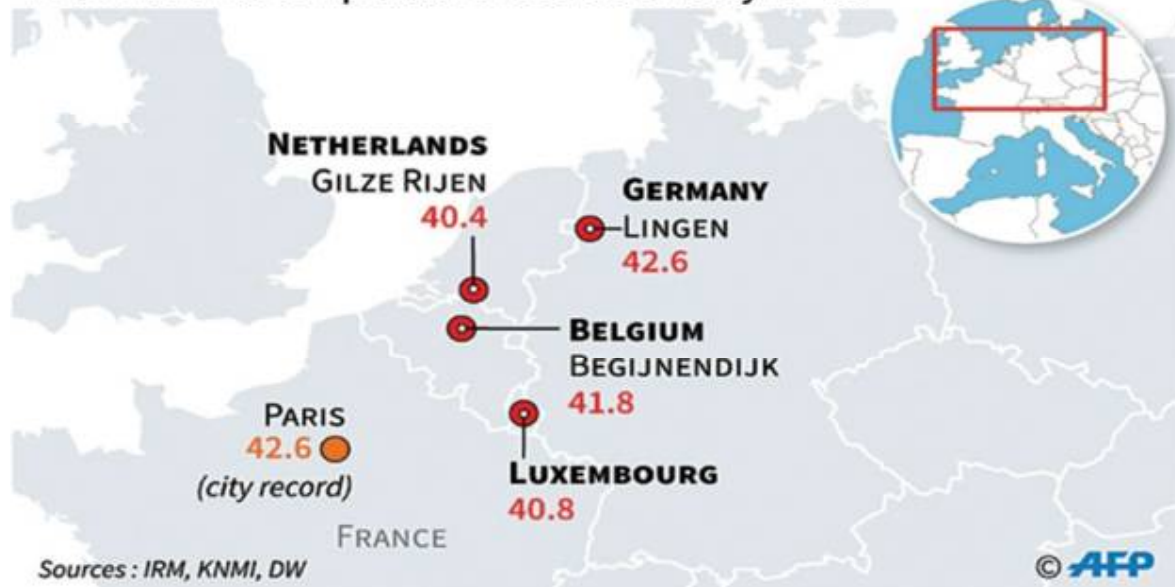 NETHERLANDS
GILZE RIJEN
40.4
GERMANY
LINGEN
42.6
BELGIUM
BEGIJNENDIJK
41.8
PARIS
42.6
(city record)
LUXEMBOURG
40.8
FRANCE
Sources : IRM, KNMI, DW
© AFP